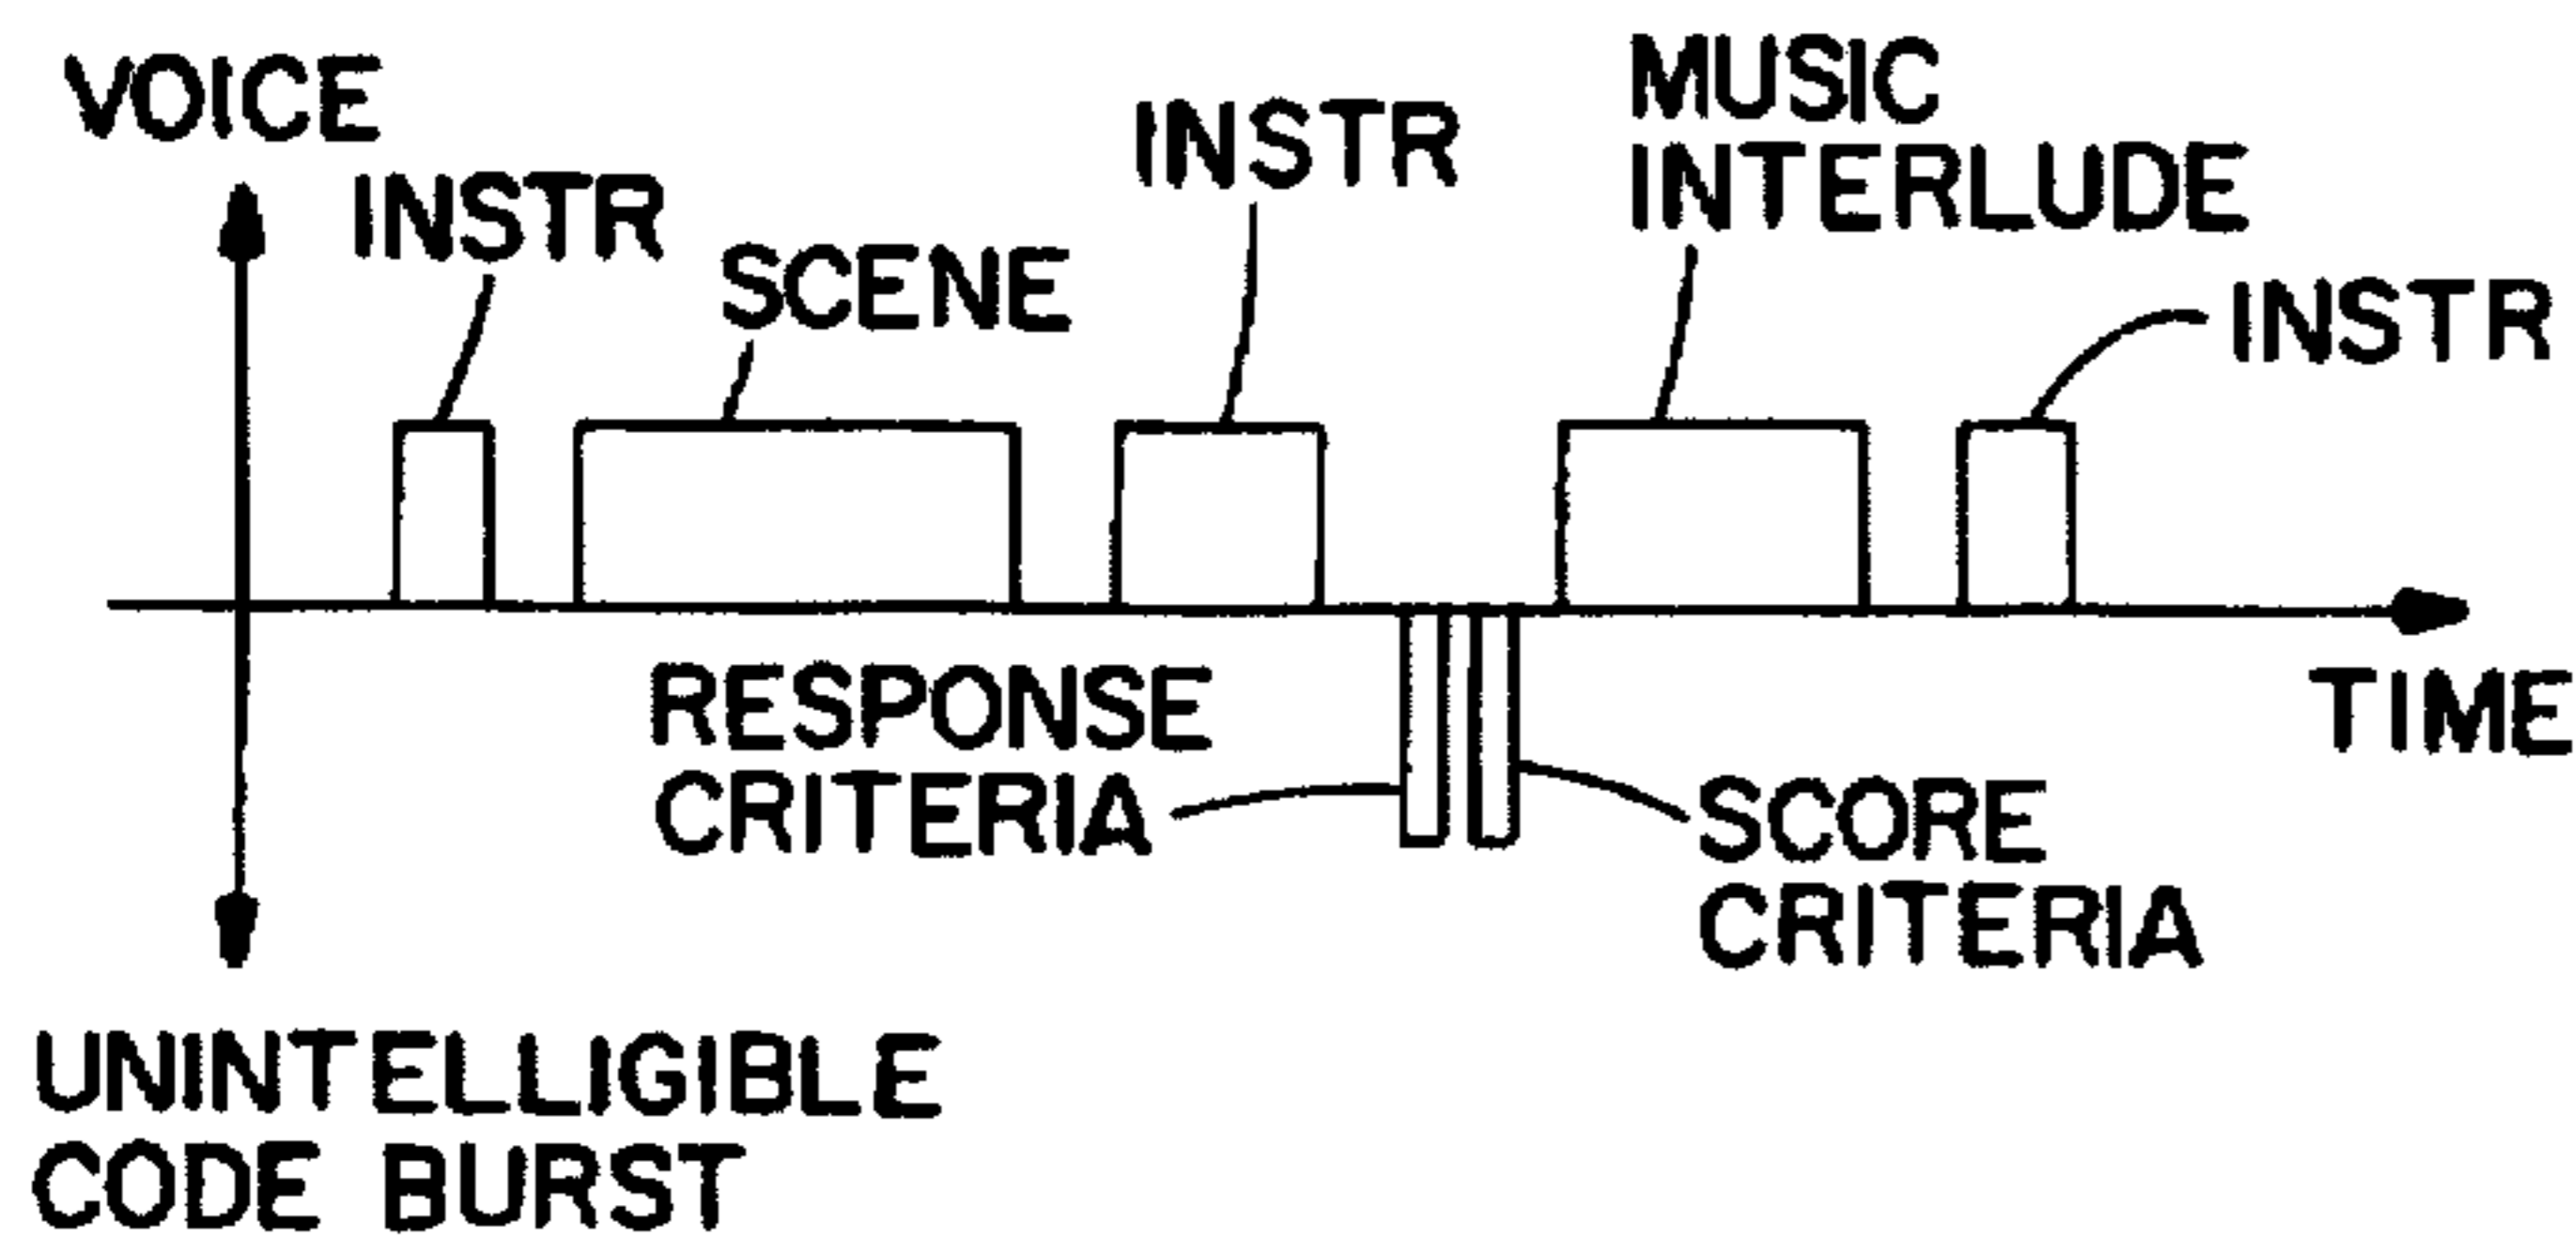 VOICE
INSTR
SCENE
INSTR
MUSIC
INTERLUDE
INSTR
RESPONSE
CRITERIA
SCORE
CRITERIA
TIME
UNINTELLIGIBLE
CODE BURST